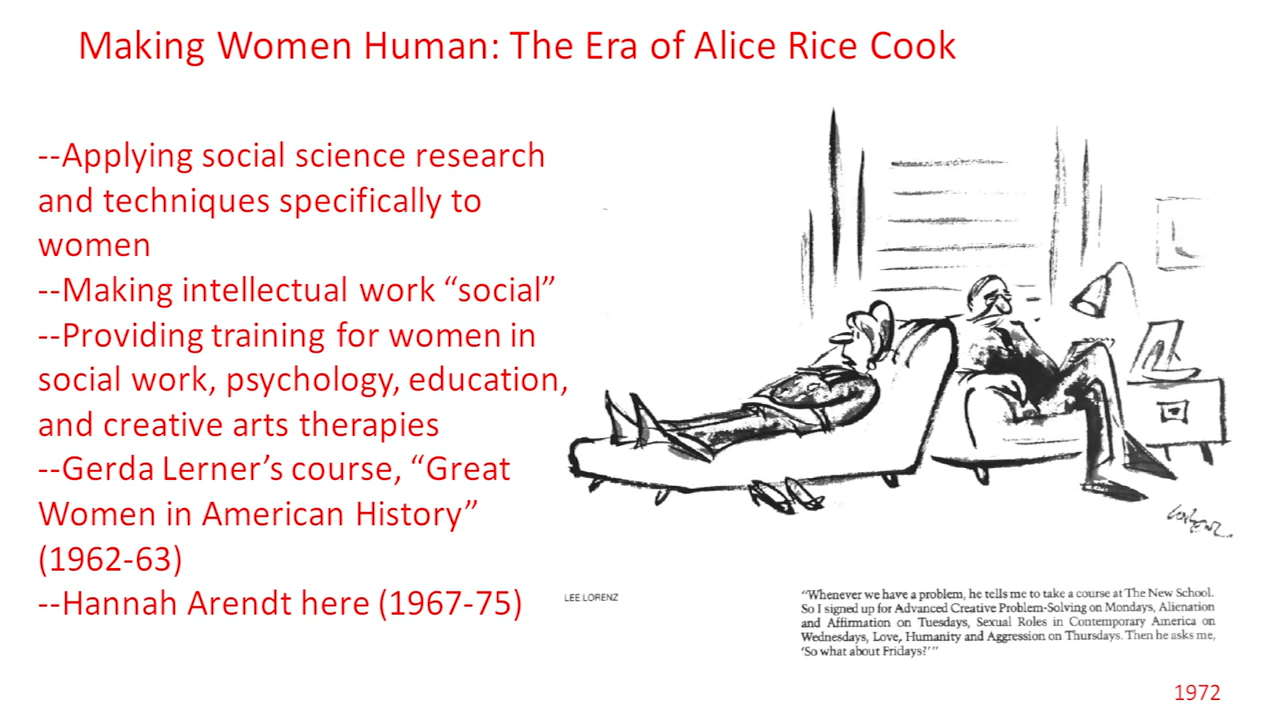 Making Women Human: The Era of Alice Rice Cook
--Applying social science research
and techniques specifically to
women
--Making intellectual work “social”
--Providing training for women in
social work, psychology, education,
and creative arts therapies
--Gerda Lerner’s course, “Great
Women in American History”
(1962-63)
--Hannah Arendt here (1967-75)
Lorenz
LEE LORENZ
“Whenever we have a problem, he tells me to take a course at The New School.
So I signed up for Advanced Creative Problem-Solving on Mondays, Alienation
and Affirmation on Tuesdays, Sexual Roles in Contemporary America on
Wednesdays, Love, Humanity and Aggression on Thursdays. Then he asks me,
‘So what about Fridays?’”
1972